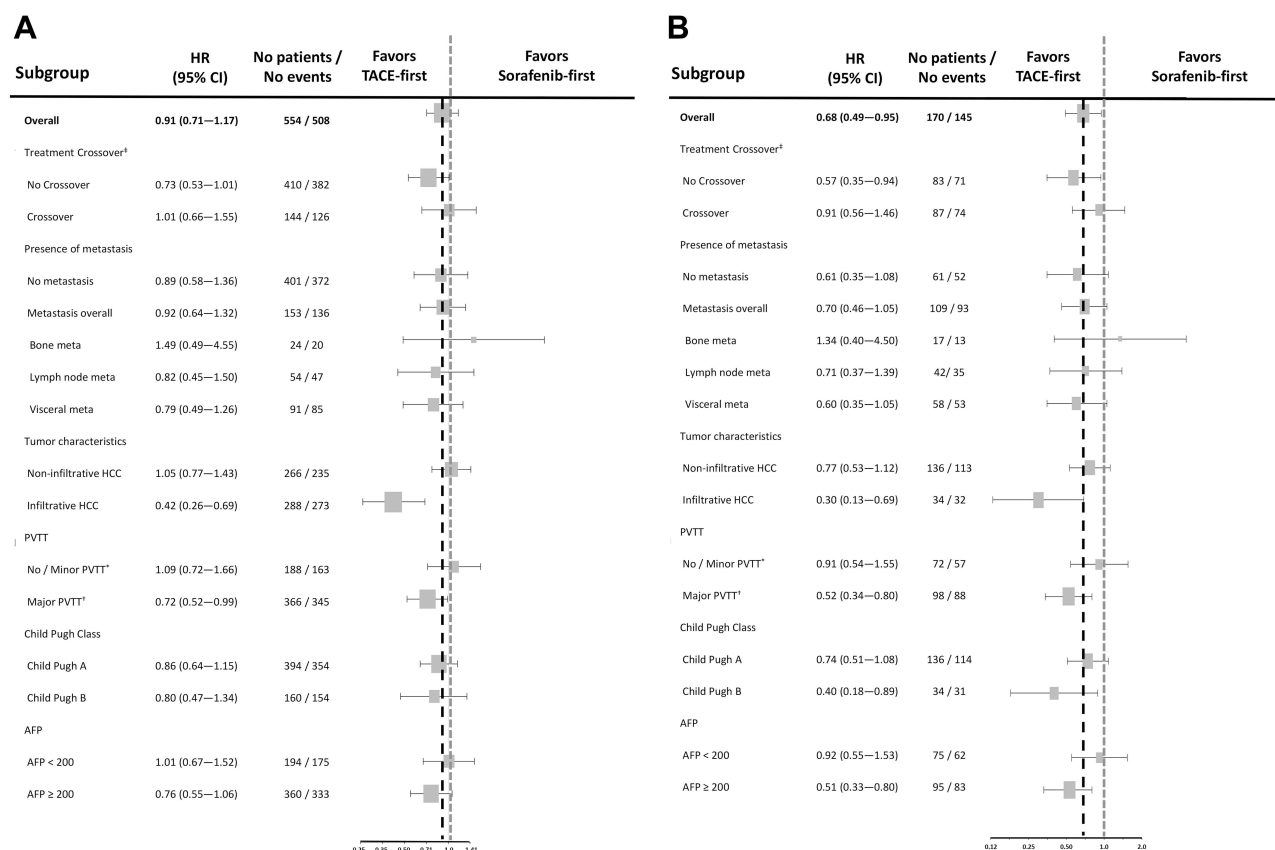 A
Subgroup HR (95% CI) No patients / No events Favors TACE-first Favors Sorafenib-first
Overall 0.91 (0.71—1.17) 554 / 508
Treatment Crossover‡
No Crossover 0.73 (0.53—1.01) 410 / 382
Crossover 1.01 (0.66—1.55) 144 / 126
Presence of metastasis
No metastasis 0.89 (0.58—1.36) 401 / 372
Metastasis overall 0.92 (0.64—1.32) 153 / 136
Bone meta 1.49 (0.49—4.55) 24 / 20
Lymph node meta 0.82 (0.45—1.50) 54 / 47
Visceral meta 0.79 (0.49—1.26) 91 / 85
Tumor characteristics
Non-infiltrative HCC 1.05 (0.77—1.43) 266 / 235
Infiltrative HCC 0.42 (0.26—0.69) 288 / 273
PVTT
No / Minor PVTT* 1.09 (0.72—1.66) 188 / 163
Major PVTT† 0.72 (0.52—0.99) 366 / 345
Child Pugh Class
Child Pugh A 0.86 (0.64—1.15) 394 / 354
Child Pugh B 0.80 (0.47—1.34) 160 / 154
AFP
AFP < 200 1.01 (0.67—1.52) 194 / 175
AFP ≥ 200 0.76 (0.55—1.06) 360 / 333
0.35 0.50 0.71 1.0 1.41
B
Subgroup HR (95% CI) No patients / No events Favors TACE-first Favors Sorafenib-first
Overall 0.68 (0.49—0.95) 170 / 145
Treatment Crossover‡
No Crossover 0.57 (0.35—0.94) 83 / 71
Crossover 0.91 (0.56—1.46) 87 / 74
Presence of metastasis
No metastasis 0.61 (0.35—1.08) 61 / 52
Metastasis overall 0.70 (0.46—1.05) 109 / 93
Bone meta 1.34 (0.40—4.50) 17 / 13
Lymph node meta 0.71 (0.37—1.39) 42/ 35
Visceral meta 0.60 (0.35—1.05) 58 / 53
Tumor characteristics
Non-infiltrative HCC 0.77 (0.53—1.12) 136 / 113
Infiltrative HCC 0.30 (0.13—0.69) 34 / 32
PVTT
No / Minor PVTT* 0.91 (0.54—1.55) 72 / 57
Major PVTT† 0.52 (0.34—0.80) 98 / 88
Child Pugh Class
Child Pugh A 0.74 (0.51—1.08) 136 / 114
Child Pugh B 0.40 (0.18—0.89) 34 / 31
AFP
AFP < 200 0.92 (0.55—1.53) 75 / 62
AFP ≥ 200 0.51 (0.33—0.80) 95 / 83
0.12 0.25 0.50 1.0 2.0